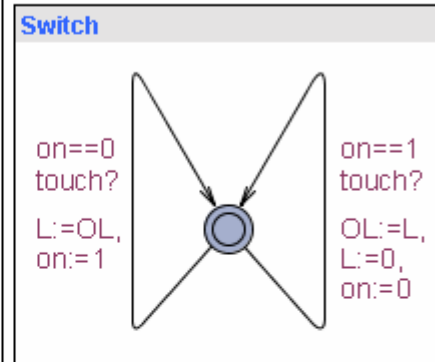 Switch
on==0
touch?
L:=OL,
on:=1
on==1
touch?
OL:=L,
L:=0,
on:=0